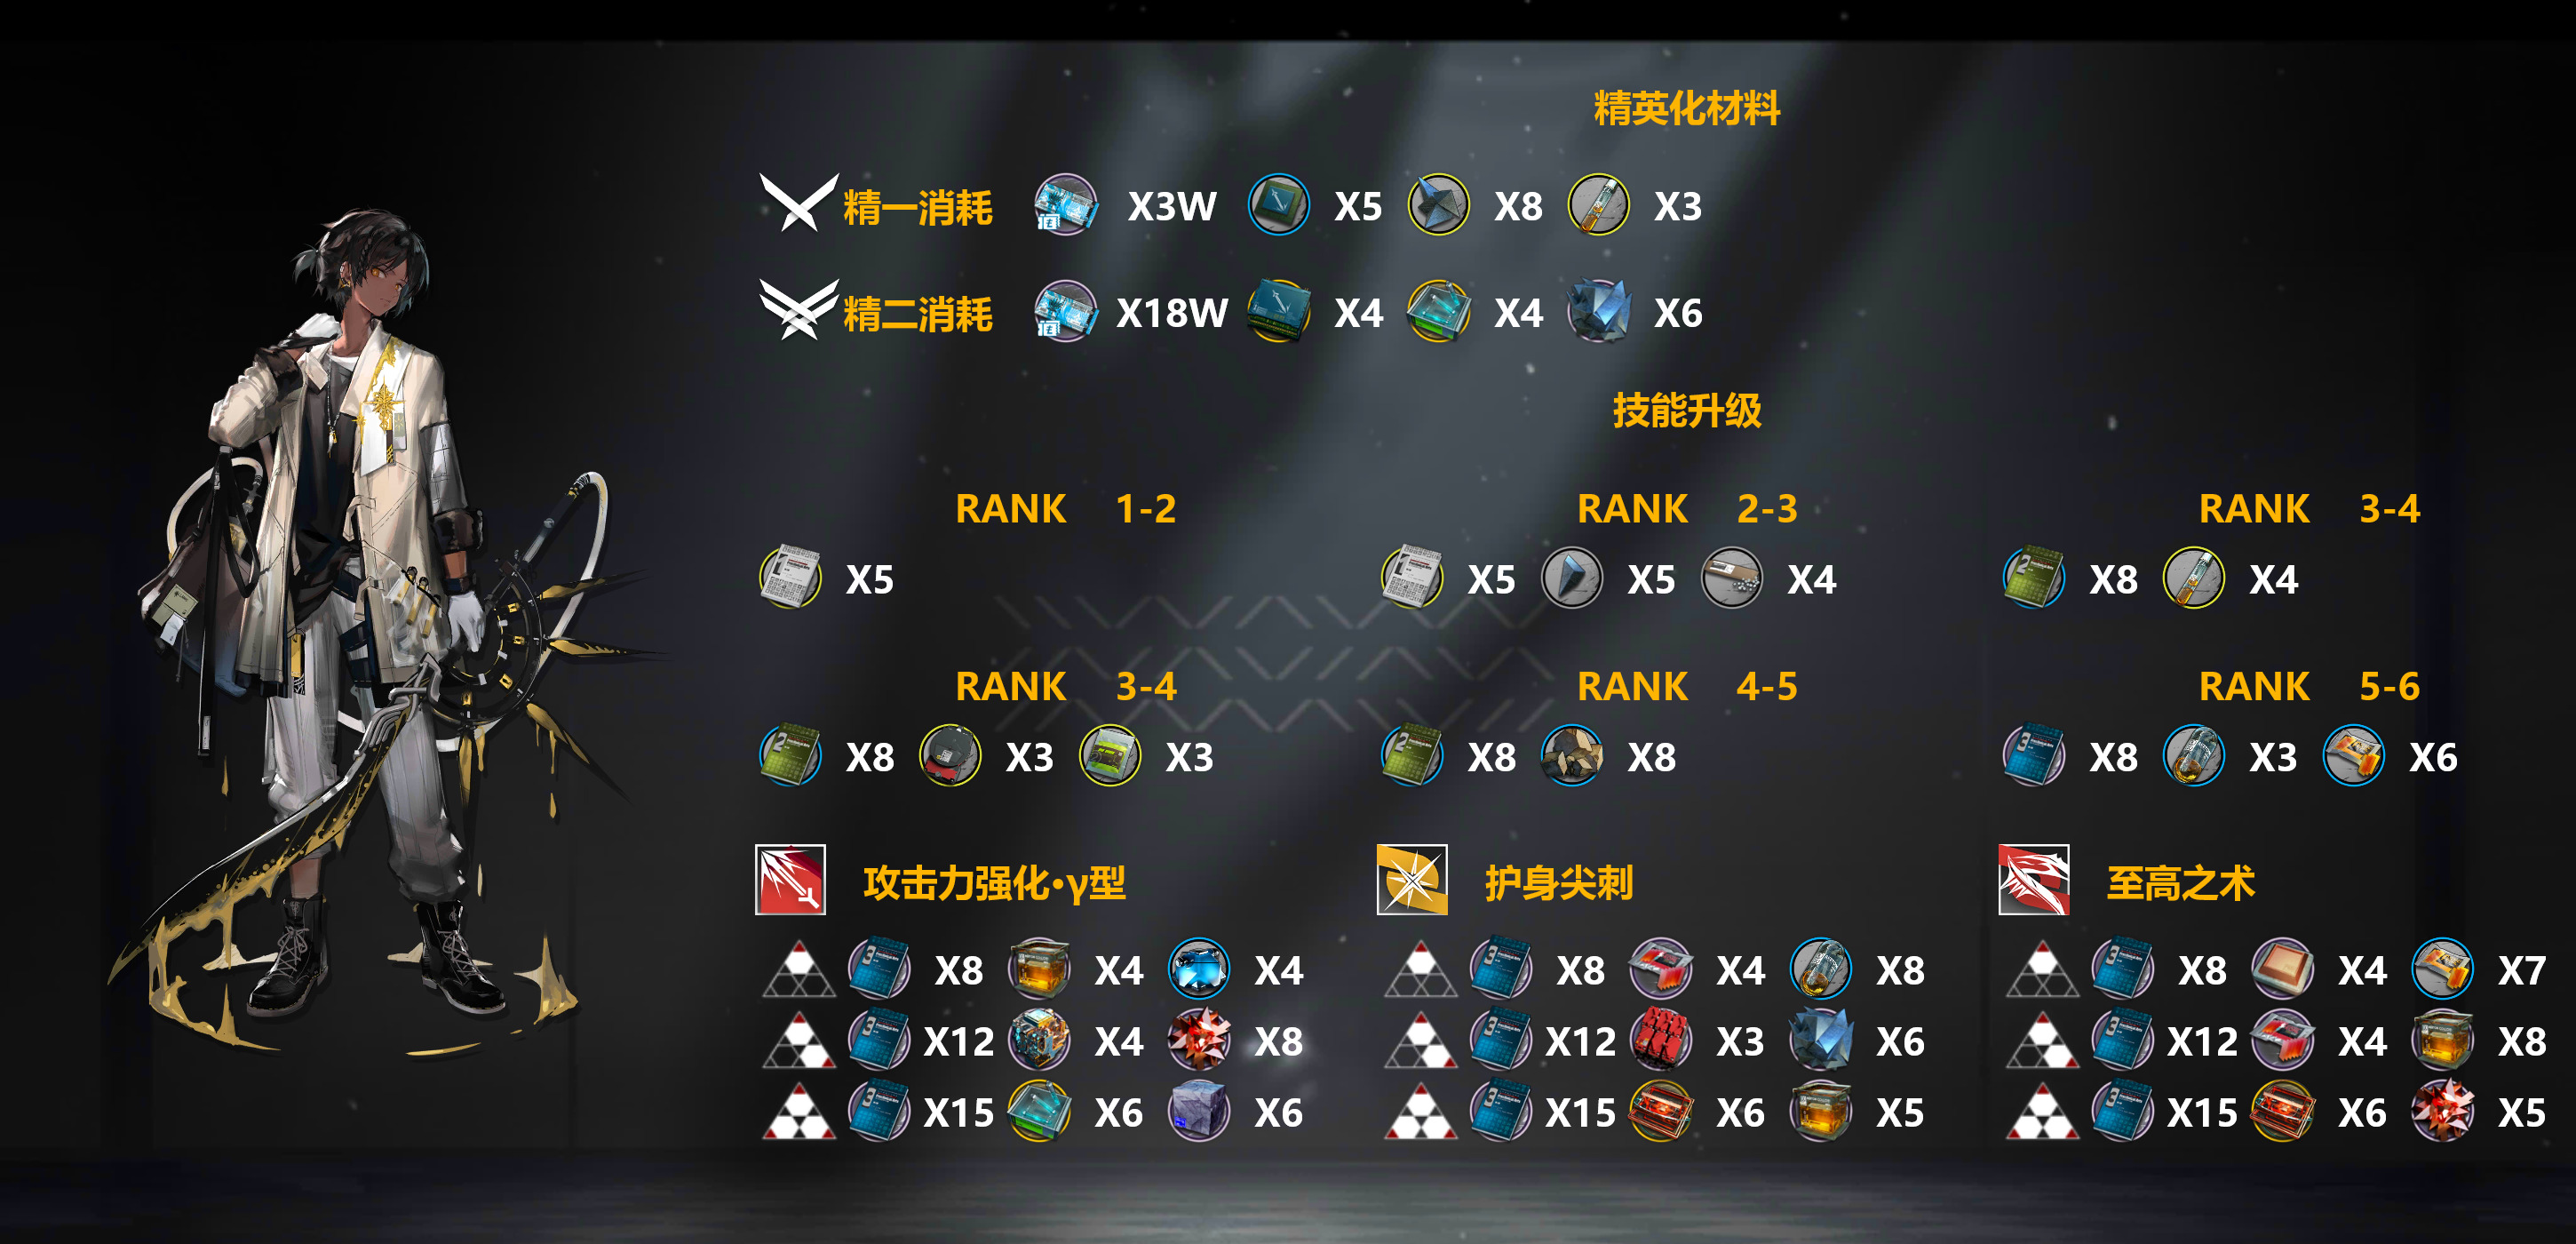 精英化材料
精一消耗 X3W X5 X8 X3
精二消耗 X18W X4 X4 X6
技能升级
RANK 1-2 RANK 2-3 RANK 3-4
X5 X5 X5 X4 X8 X4
RANK 3-4 RANK 4-5 RANK 5-6
X8 X3 X3 X8 X8 X8 X3 X6
攻击力强化·γ型 护身尖刺 至高之术
X8 X4 X4 X8 X4 X8 X8 X4 X7
X12 X4 X8 X12 X3 X6 X12 X4 X8
X15 X6 X6 X15 X6 X5 X15 X6 X5